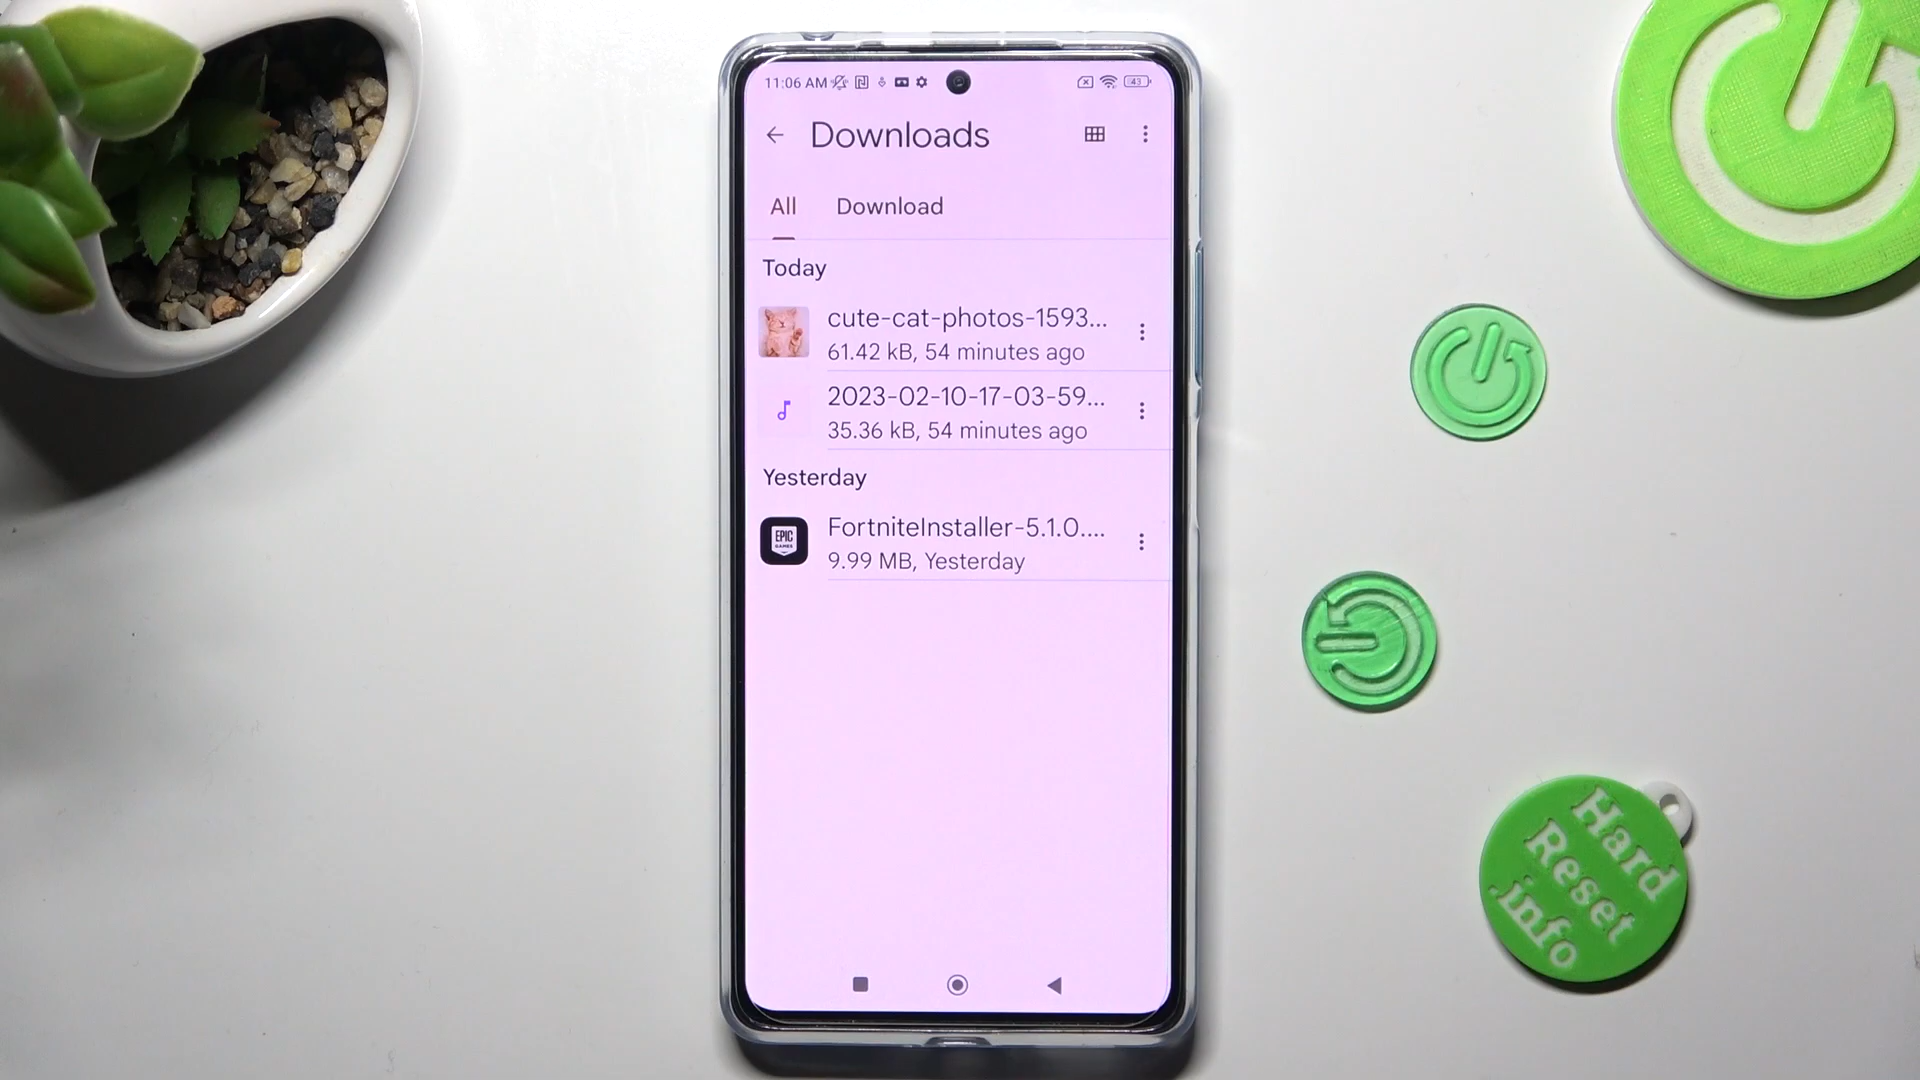 11:06 AM
43
Downloads
All Download
Today
cute-cat-photos-1593...
61.42 kB, 54 minutes ago
2023-02-10-17-03-59...
35.36 kB, 54 minutes ago
Yesterday
EPIC
GAMES
FortniteInstaller-5.1.0....
9.99 MB, Yesterday
Hard
Reset
.info